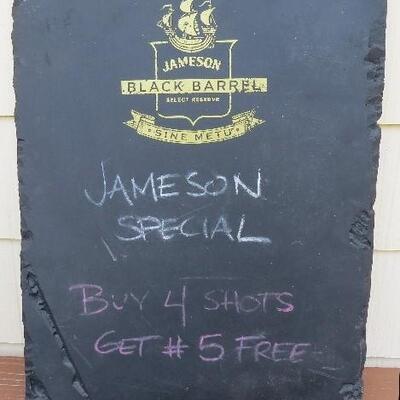 JAMESON
BLACK BARREL
SELECT RESERVE
SINE METU
JAMESON
SPECIAL
BUY 4 SHOTS
GET # 5 FREE